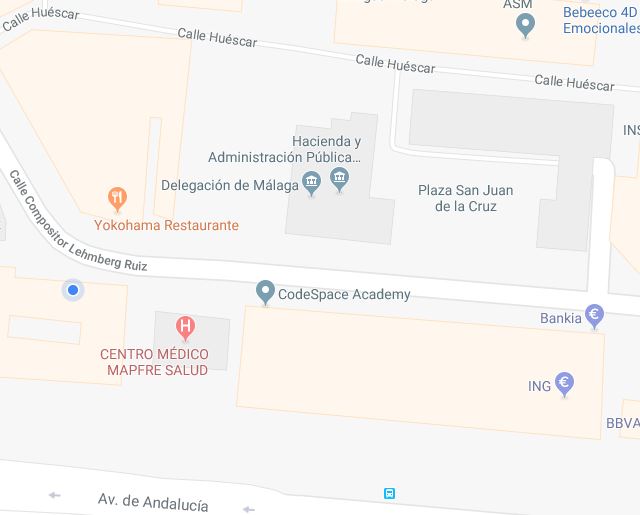 ASM
Bebeeco 4D
Emocionales
Calle Huéscar
Calle Huéscar
Calle Huéscar
Calle Huéscar
INS
Hacienda y
Administración Pública...
Delegación de Málaga
Plaza San Juan
de la Cruz
Yokohama Restaurante
Calle Compositor Lehmberg Ruiz
CodeSpace Academy
Bankia
€
H
CENTRO MÉDICO
MAPFRE SALUD
ING
€
BBVA
Av. de Andalucía